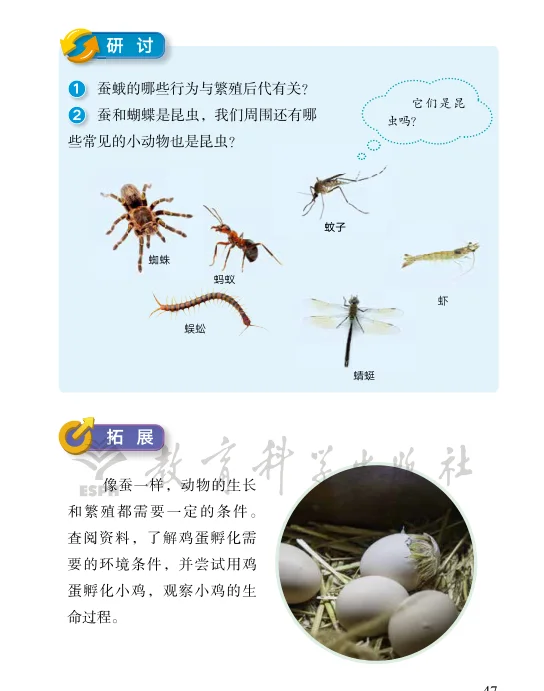 研讨
1 蚕蛾的哪些行为与繁殖后代有关?
2 蚕和蝴蝶是昆虫，我们周围还有哪
些常见的小动物也是昆虫?
它们是昆
虫吗?
蜘蛛
蚂蚁
蚊子
虾
蜈蚣
蜻蜓
拓展
教育科学出版社
ESPH
像蚕一样，动物的生长
和繁殖都需要一定的条件。
查阅资料，了解鸡蛋孵化需
要的环境条件，并尝试用鸡
蛋孵化小鸡，观察小鸡的生
命过程。
47